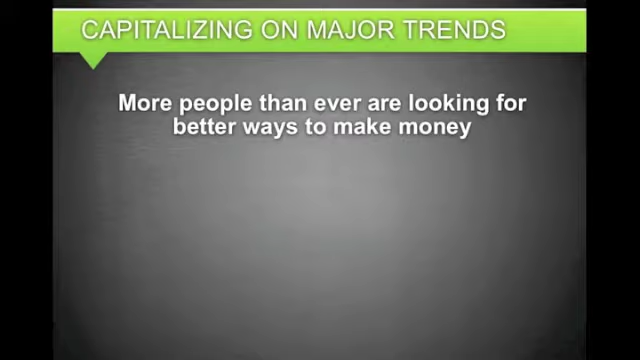 CAPITALIZING ON MAJOR TRENDS
More people than ever are looking for
better ways to make money